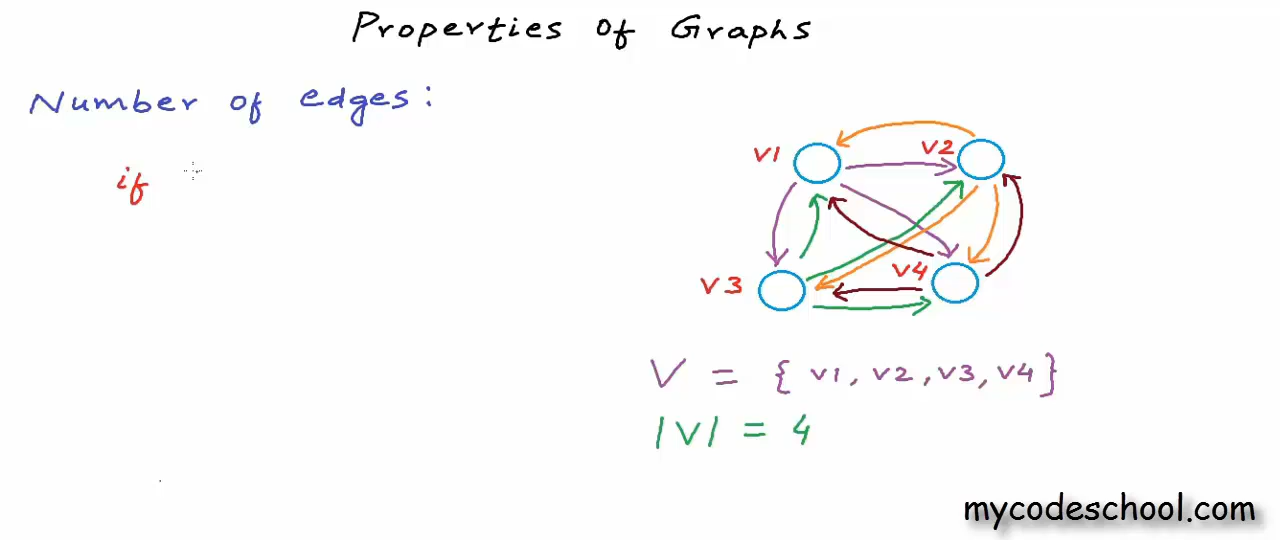 Properties of Graphs
Number of edges:
if
v1
v2
v3
v4
V = { v1, v2, v3, v4}
|V| = 4
mycodeschool.com